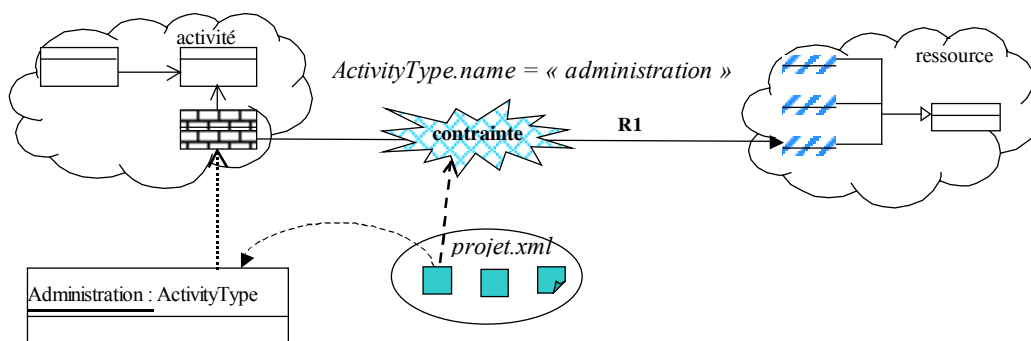 activité
ressource
ActivityType.name = « administration »
contrainte
R1
projet.xml
Administration : ActivityType